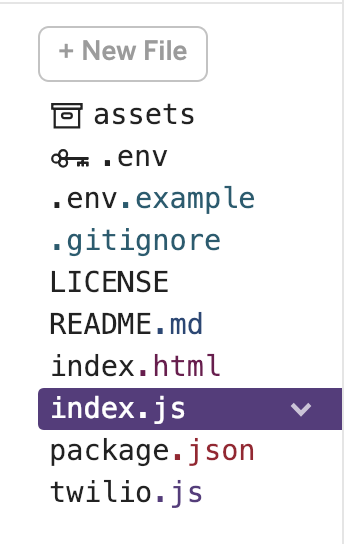 + New File
assets
.env
.env.example
.gitignore
LICENSE
README.md
index.html
index.js
package.json
twilio.js